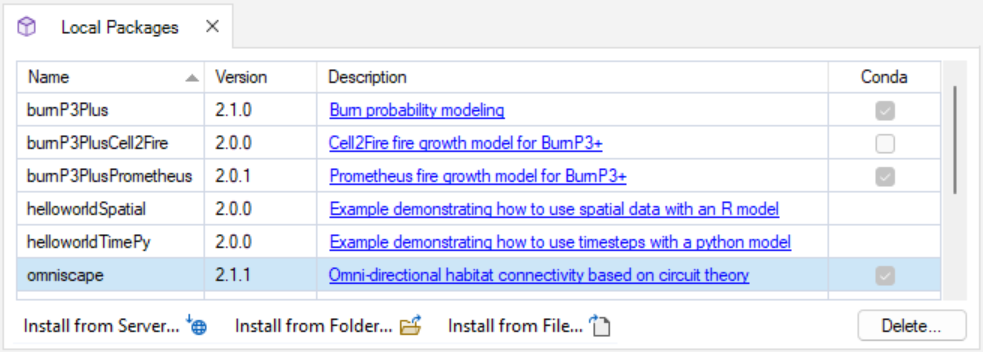 Local Packages
Name Version Description Conda
burnP3Plus 2.1.0 Burn probability modeling
burnP3PlusCell2Fire 2.0.0 Cell2Fire fire growth model for BurnP3+
burnP3PlusPrometheus 2.0.1 Prometheus fire growth model for BurnP3+
helloworldSpatial 2.0.0 Example demonstrating how to use spatial data with an R model
helloworldTimePy 2.0.0 Example demonstrating how to use timesteps with a python model
omniscape 2.1.1 Omni-directional habitat connectivity based on circuit theory
Install from Server... Install from Folder... Install from File... Delete...